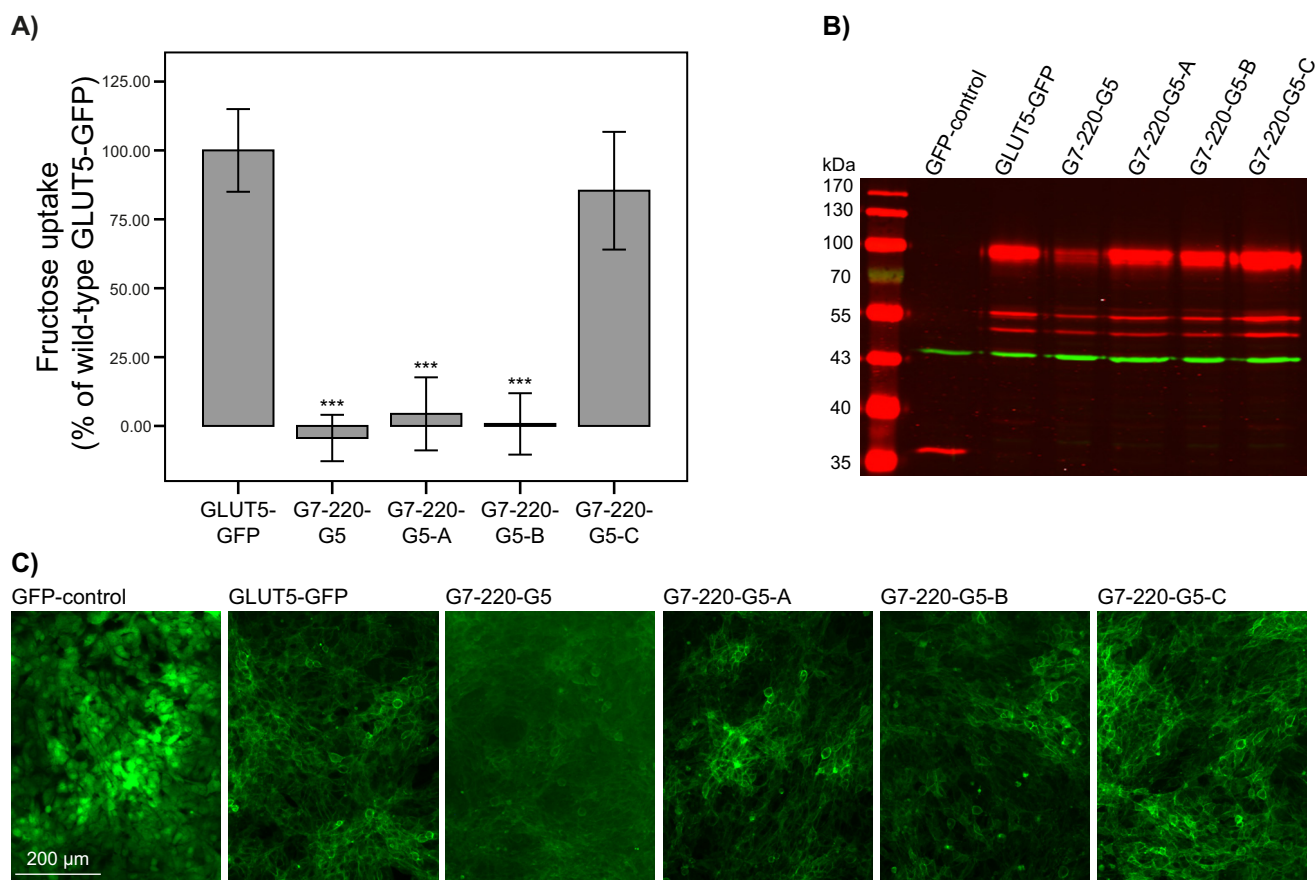 A)
Fructose uptake
(% of wild-type GLUT5-GFP)
125.00
100.00
75.00
50.00
25.00
0.00
***
***
***
GLUT5-
GFP
G7-220-
G5
G7-220-
G5-A
G7-220-
G5-B
G7-220-
G5-C
B)
GFP-control
GLUT5-GFP
G7-220-G5
G7-220-G5-A
G7-220-G5-B
G7-220-G5-C
kDa
170
130
100
70
55
43
40
35
C)
GFP-control
GLUT5-GFP
G7-220-G5
G7-220-G5-A
G7-220-G5-B
G7-220-G5-C
200 µm